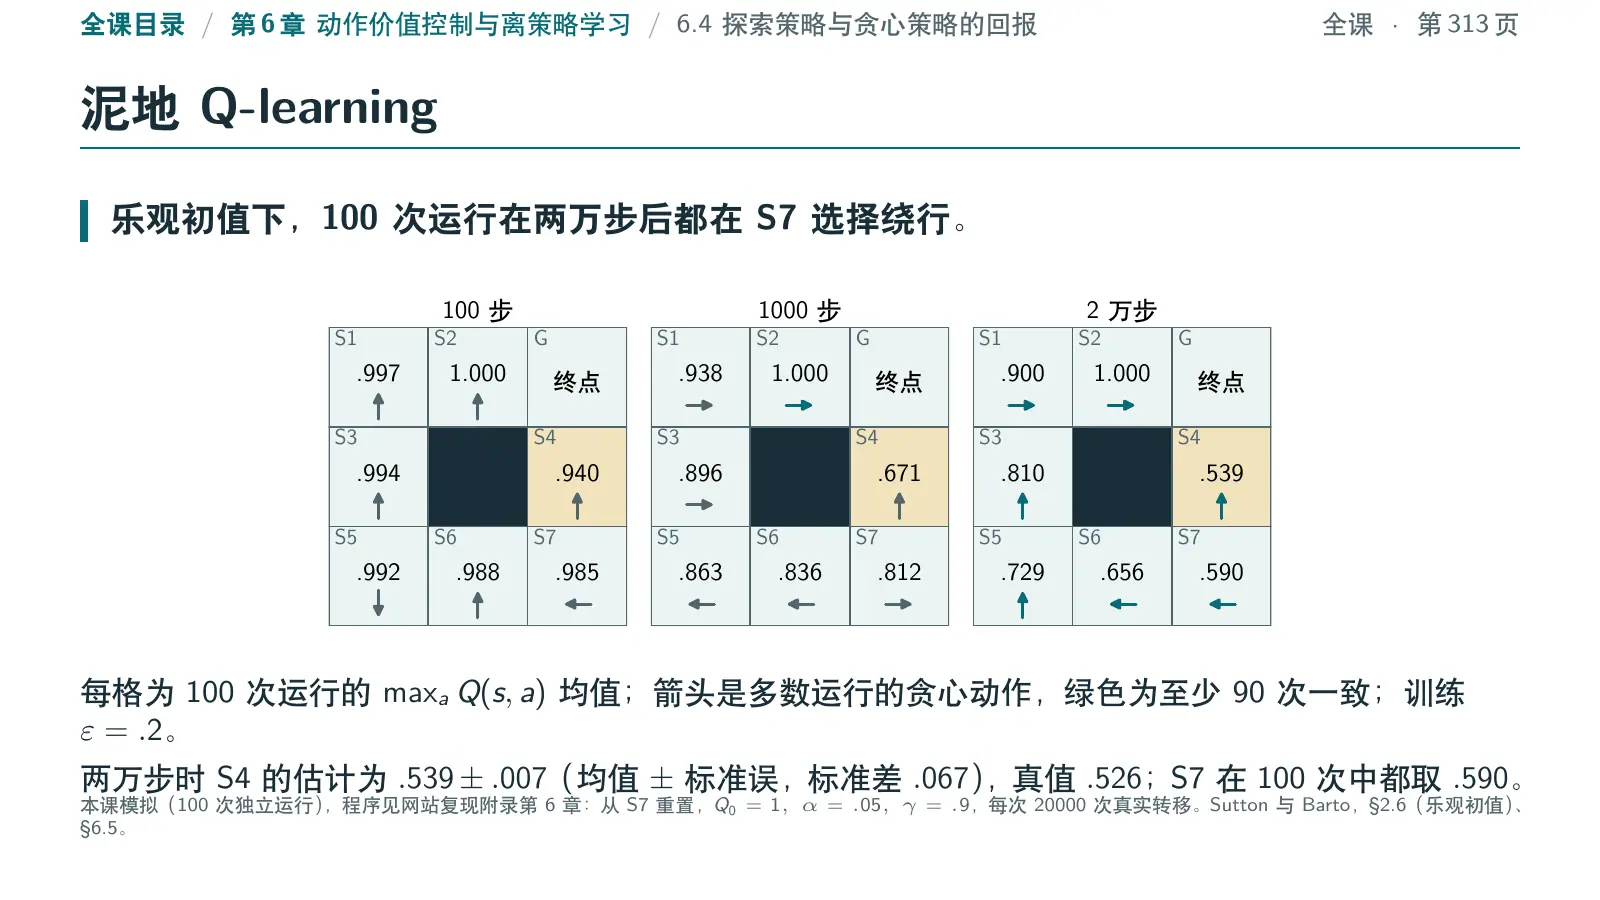 全课目录 / 第 6 章 动作价值控制与离策略学习 / 6.4 探索策略与贪心策略的回报
全课 · 第 313 页
泥地 Q-learning
乐观初值下，100 次运行在两万步后都在 S7 选择绕行。
100 步
S1 S2 G
.997 1.000 终点
S3 S4
.994 .940
S5 S6 S7
.992 .988 .985
1000 步
S1 S2 G
.938 1.000 终点
S3 S4
.896 .671
S5 S6 S7
.863 .836 .812
2 万步
S1 S2 G
.900 1.000 终点
S3 S4
.810 .539
S5 S6 S7
.729 .656 .590
每格为 100 次运行的 maxₐ Q(s, a) 均值；箭头是多数运行的贪心动作，绿色为至少 90 次一致；训练
ε = .2。
两万步时 S4 的估计为 .539 ± .007（均值 ± 标准误，标准差 .067），真值 .526；S7 在 100 次中都取 .590。
本课模拟（100 次独立运行），程序见网站复现附录第 6 章：从 S7 重置，Q₀ = 1，α = .05，γ = .9，每次 20000 次真实转移。Sutton 与 Barto，§2.6（乐观初值）、
§6.5。